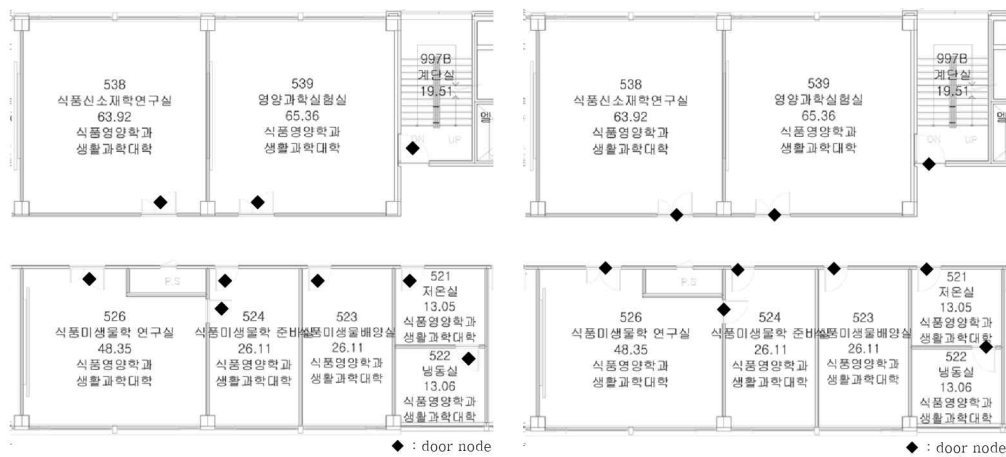 538
식품신소재학연구실
63.92
식품영양학과
생활과학대학
539
영양과학실험실
65.36
식품영양학과
생활과학대학
997B
계단실
19.51
DN UP
엘
P.S
526
식품미생물학 연구실
48.35
식품영양학과
생활과학대학
524
식품미생물학 준비실
26.11
식품영양학과
생활과학대학
523
식품미생물배양실
26.11
식품영양학과
생활과학대학
521
저온실
13.05
식품영양학과
생활과학대학
522
냉동실
13.06
식품영양학과
생활과학대학
◆ : door node
538
식품신소재학연구실
63.92
식품영양학과
생활과학대학
539
영양과학실험실
65.36
식품영양학과
생활과학대학
997B
계단실
19.51
DN UP
엘
P.S
526
식품미생물학 연구실
48.35
식품영양학과
생활과학대학
524
식품미생물학 준비실
26.11
식품영양학과
생활과학대학
523
식품미생물배양실
26.11
식품영양학과
생활과학대학
521
저온실
13.05
식품영양학과
생활과학대학
522
냉동실
13.06
식품영양학과
생활과학대학
◆ : door node